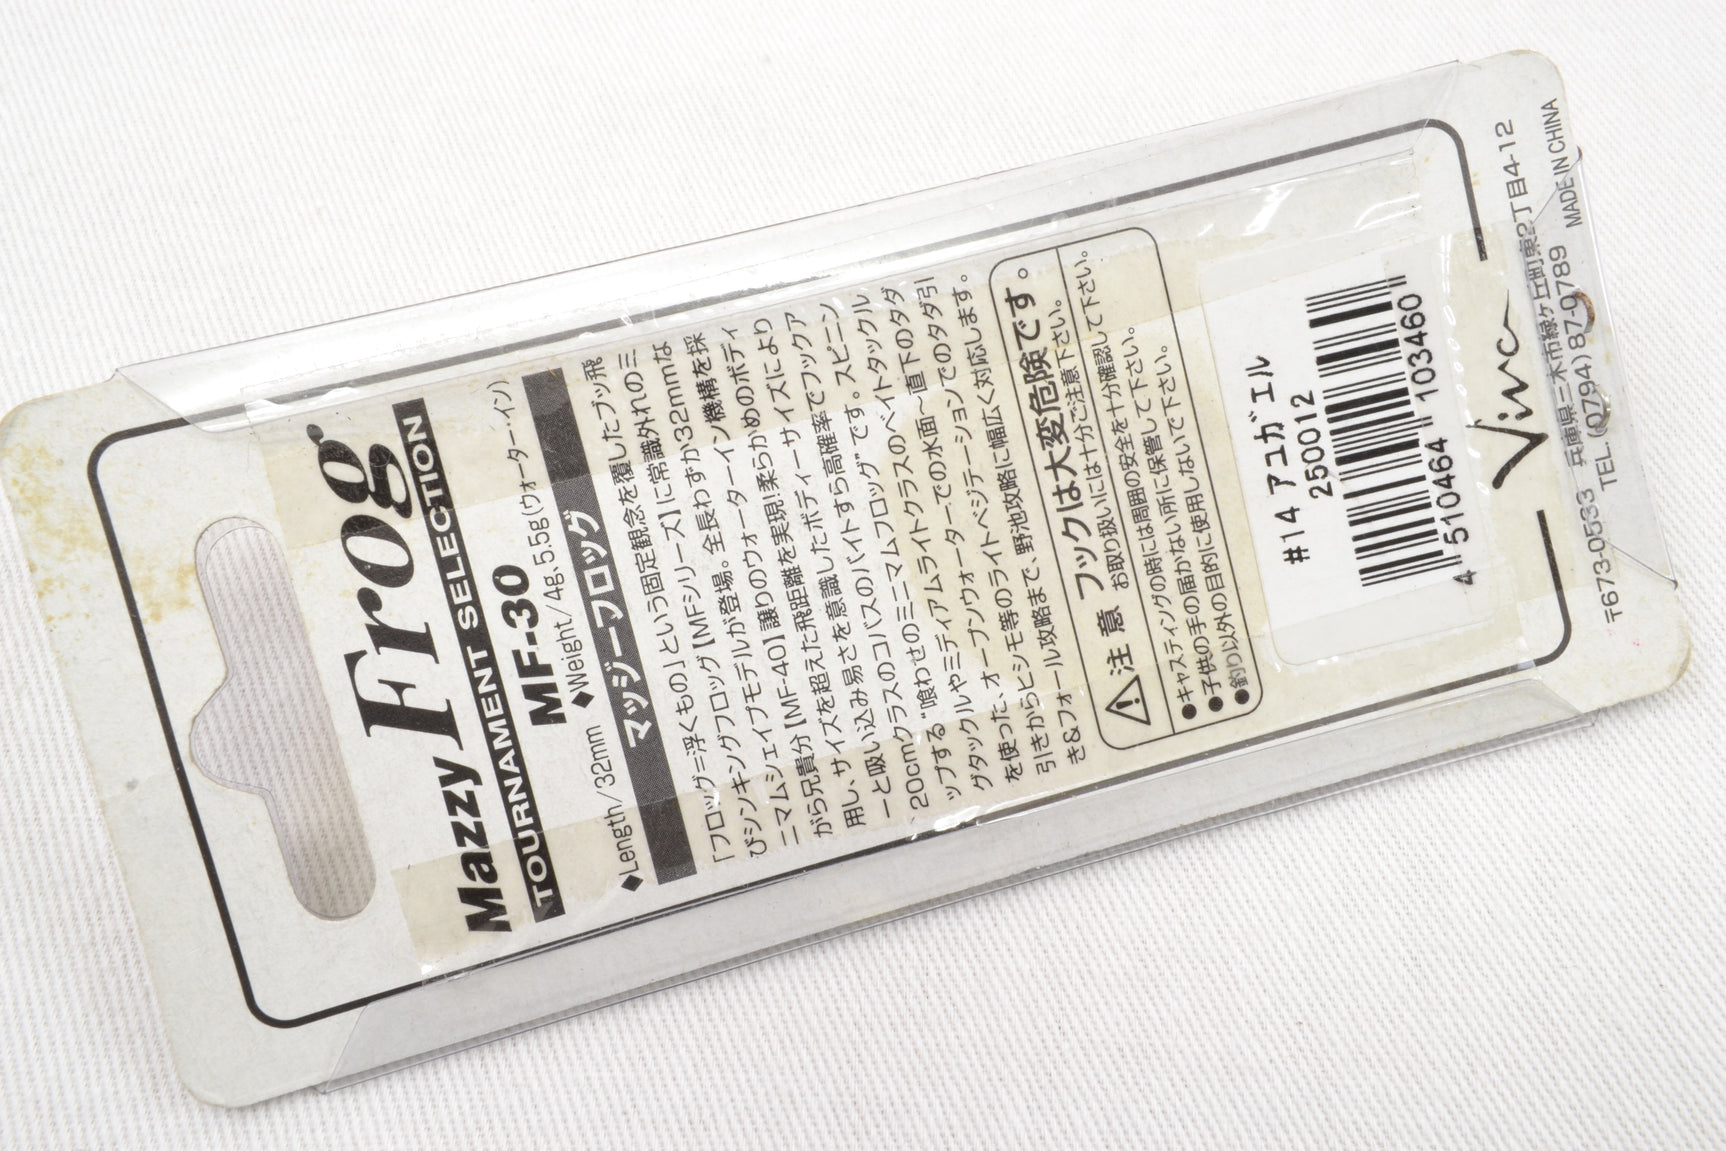 Mazzy Frog
TOURNAMENT SELECTION
MF-30
◆Length/32mm ◆Weight/4g、5.5g(ウォーター・イン)
マッジーフロッグ
「フロッグ=浮くもの」という固定観念を覆したブッ飛
びシンキングフロッグ【MFシリーズ】に常識外れのミ
ニマムシェイプモデルが登場。全長わずか32mmな
がら兄貴分【MF-40】譲りのウォーターイン機構を採
用し、サイズを超えた飛距離を実現!柔らかめのボディ
ーと吸い込み易さを意識したボディーサイズにより
20cmクラスのコバスのバイトすら高確率でフックア
ップする“喰わせのミニマムフロッグ”です。スピニン
グタックルやミディアムライトクラスのベイトタックル
を使った、オープンウォーターでの水面〜直下のタダ
引きからヒシモ等のライトベジテーションでのタダ引
き&フォール攻略まで、野池攻略に幅広く対応します。
注意 フックは大変危険です。
お取り扱いには十分ご注意下さい。
●キャスティングの時には周囲の安全を十分確認して下さい。
●子供の手の届かない所に保管して下さい。
●釣り以外の目的に使用しないで下さい。
#14 アユガエル
250012
4 510464 103460
Vinc
〒673-0533 兵庫県三木市緑ヶ丘町東2丁目4-12
TEL.(0794)87-0789 MADE IN CHINA